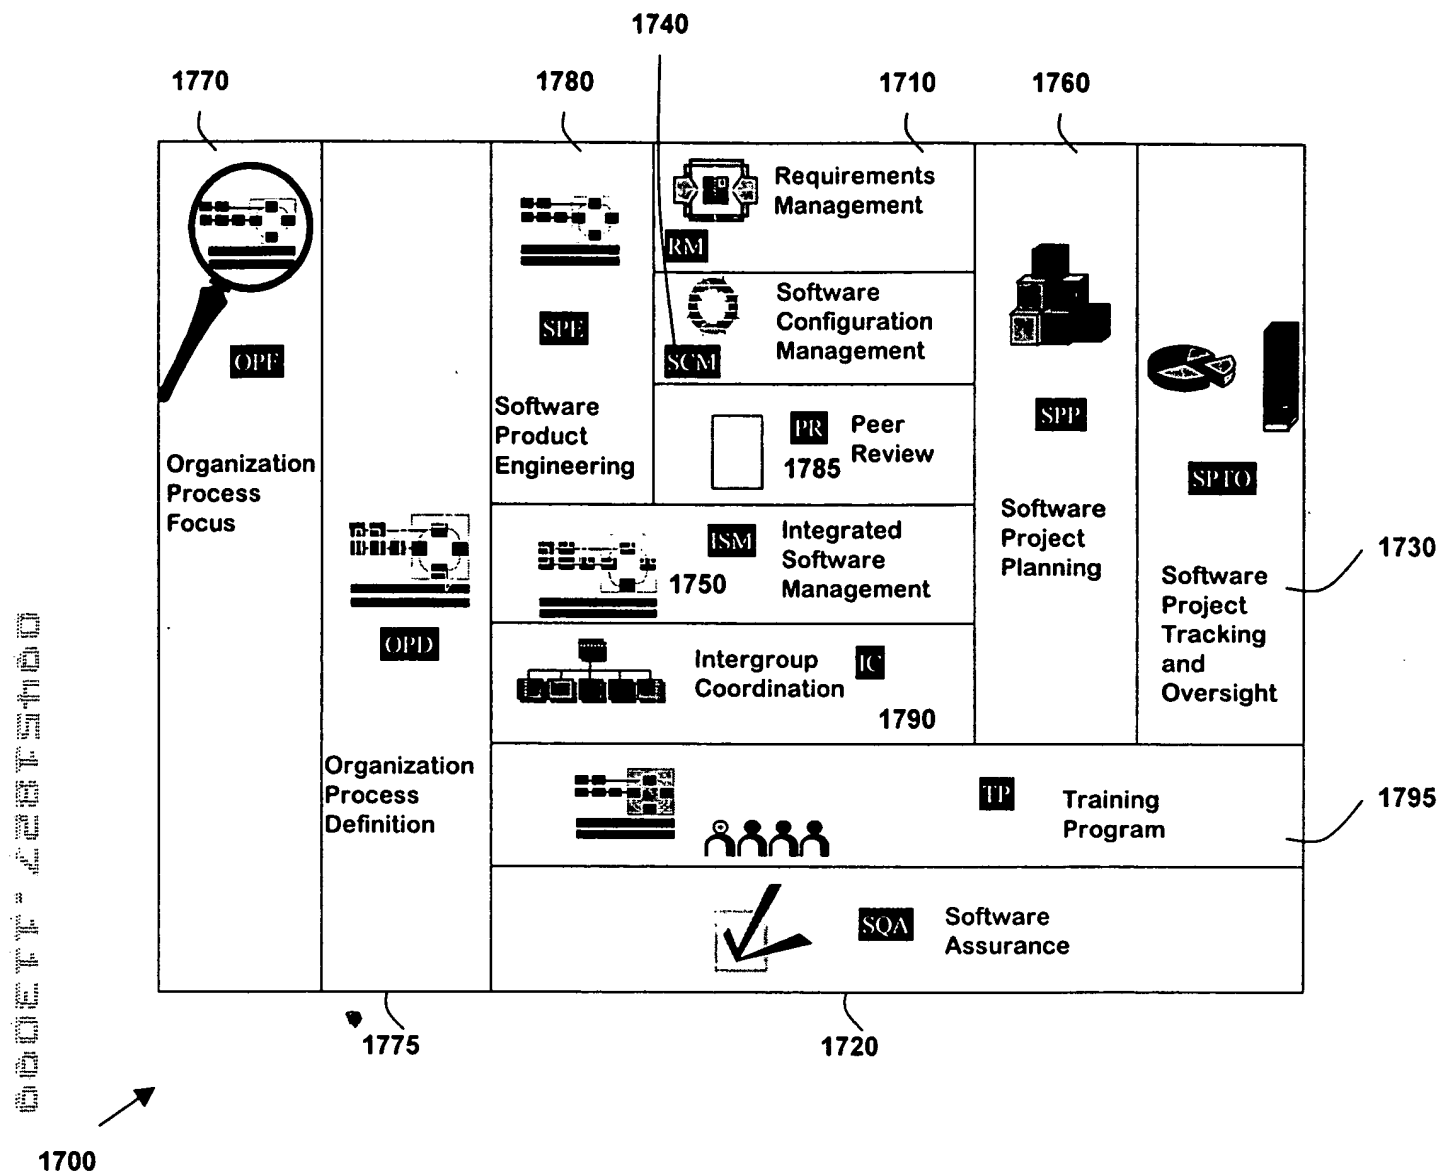 1740
1770
1780
1710
1760
Requirements
Management
RM
Software
Configuration
Management
SCM
SPE
OPF
Software
Product
Engineering
PR
Peer
Review
1785
SPP
SPTO
Organization
Process
Focus
Software
Project
Planning
ISM
Integrated
Software
Management
1750
1730
Software
Project
Tracking
and
Oversight
OPD
Intergroup
Coordination
IC
1790
Organization
Process
Definition
TP
Training
Program
1795
SQA
Software
Assurance
1775
1720
1700